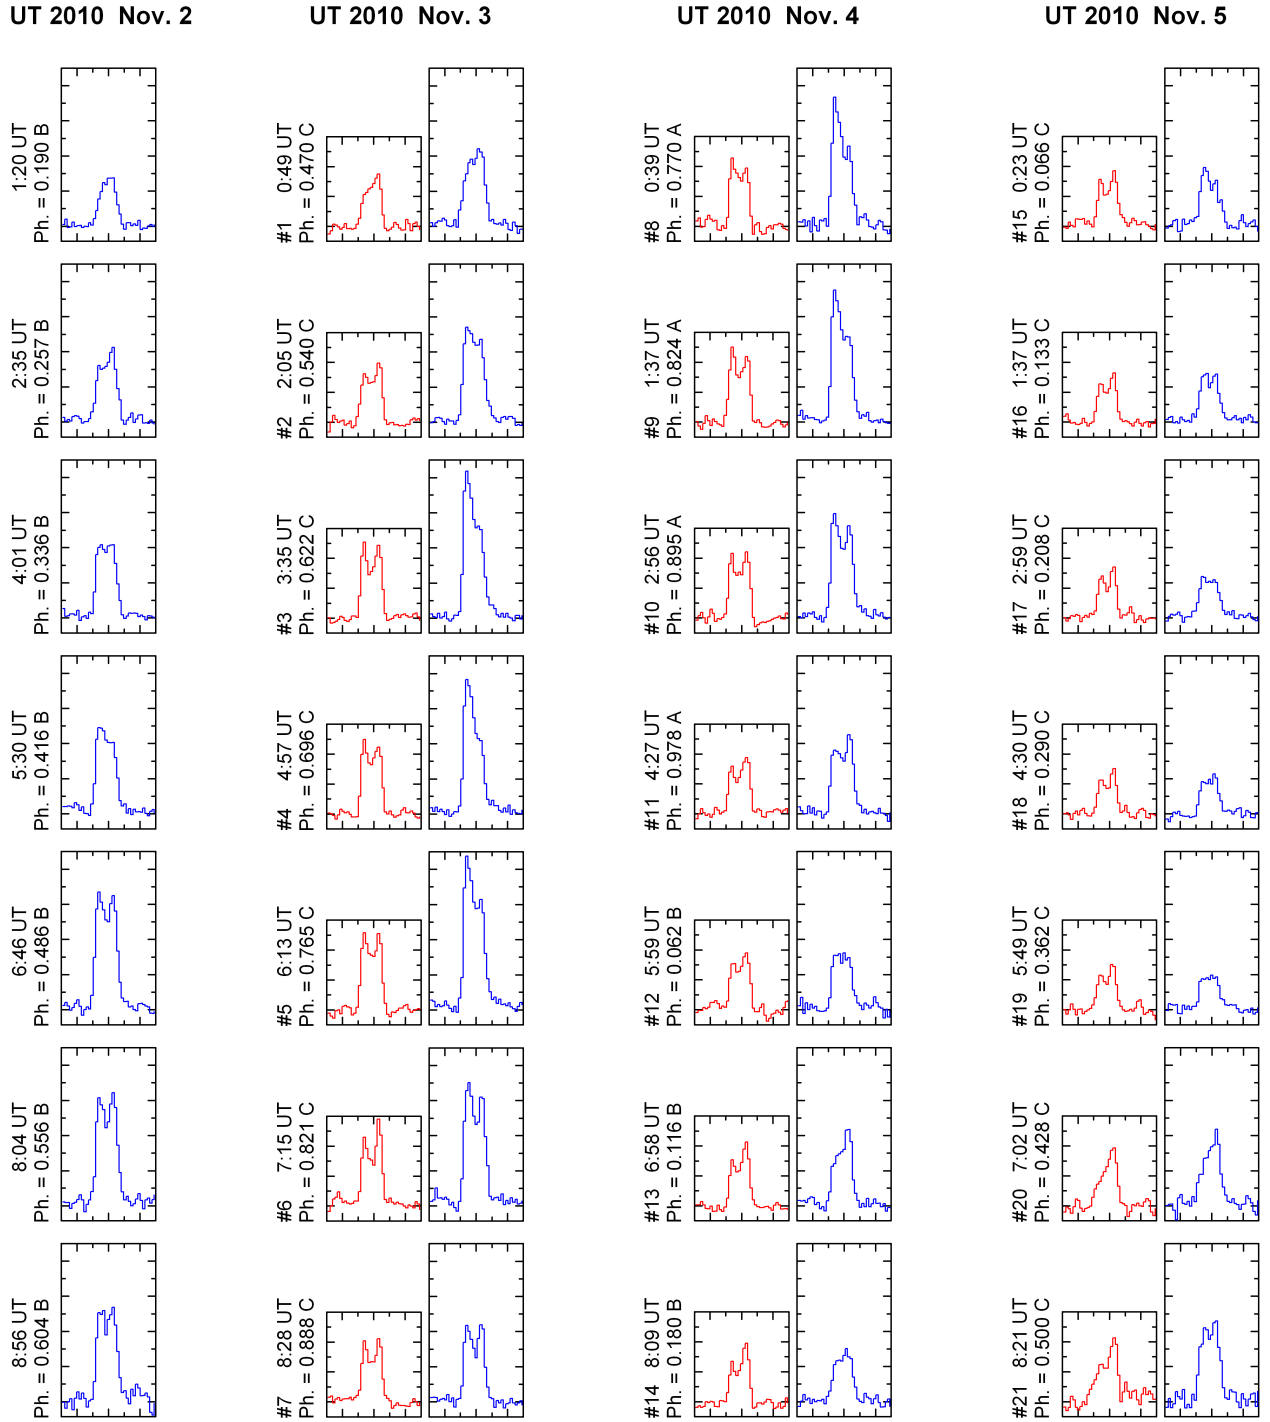 UT 2010 Nov. 2
UT 2010 Nov. 3
UT 2010 Nov. 4
UT 2010 Nov. 5
1:20 UT
Ph. = 0.190 B
#1 0:49 UT
Ph. = 0.470 C
#8 0:39 UT
Ph. = 0.770 A
#15 0:23 UT
Ph. = 0.066 C
2:35 UT
Ph. = 0.257 B
#2 2:05 UT
Ph. = 0.540 C
#9 1:37 UT
Ph. = 0.824 A
#16 1:37 UT
Ph. = 0.133 C
4:01 UT
Ph. = 0.336 B
#3 3:35 UT
Ph. = 0.622 C
#10 2:56 UT
Ph. = 0.895 A
#17 2:59 UT
Ph. = 0.208 C
5:30 UT
Ph. = 0.416 B
#4 4:57 UT
Ph. = 0.696 C
#11 4:27 UT
Ph. = 0.978 A
#18 4:30 UT
Ph. = 0.290 C
6:46 UT
Ph. = 0.486 B
#5 6:13 UT
Ph. = 0.765 C
#12 5:59 UT
Ph. = 0.062 B
#19 5:49 UT
Ph. = 0.362 C
8:04 UT
Ph. = 0.556 B
#6 7:15 UT
Ph. = 0.821 C
#13 6:58 UT
Ph. = 0.116 B
#20 7:02 UT
Ph. = 0.428 C
8:56 UT
Ph. = 0.604 B
#7 8:28 UT
Ph. = 0.888 C
#14 8:09 UT
Ph. = 0.180 B
#21 8:21 UT
Ph. = 0.500 C